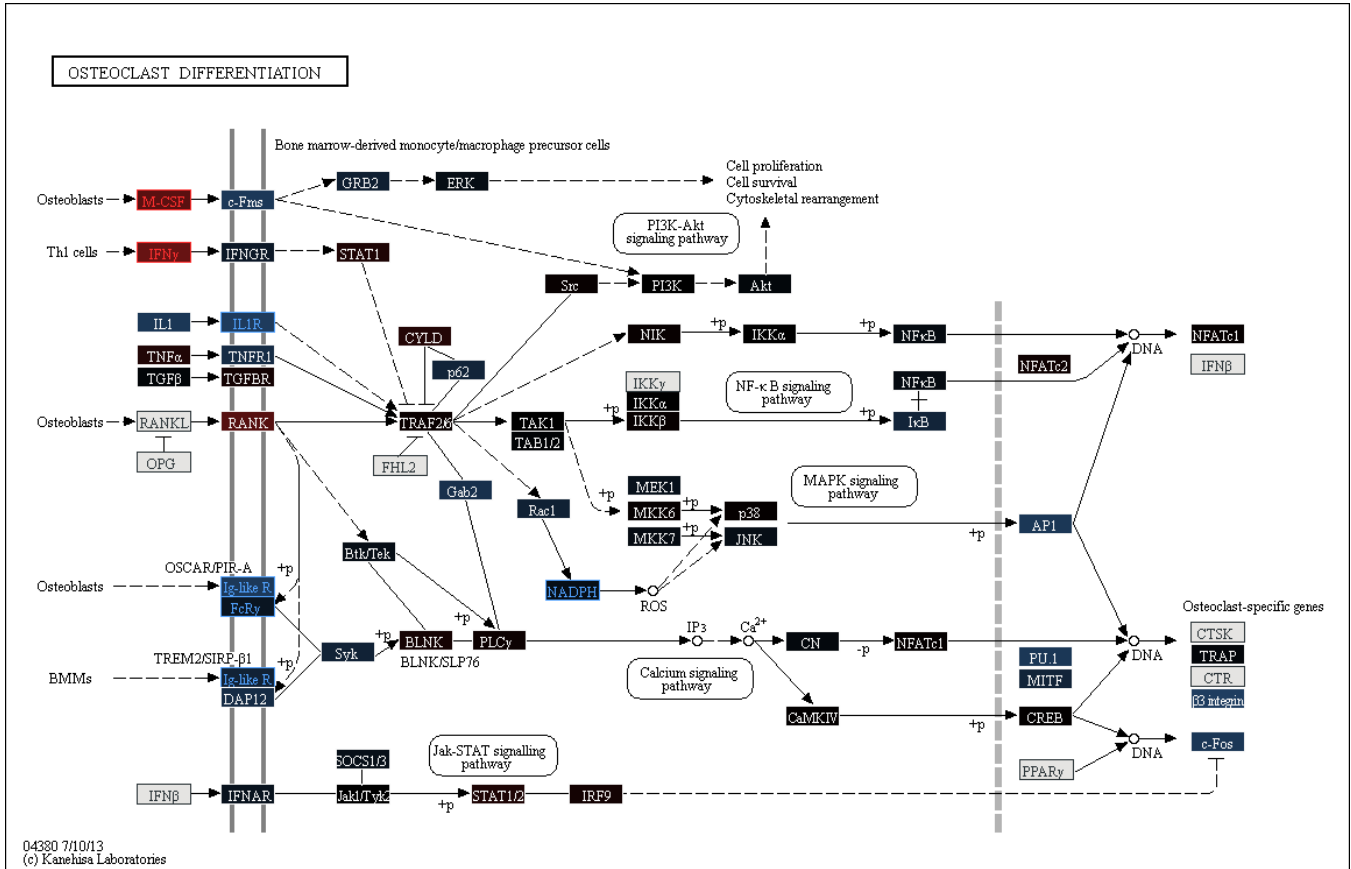 OSTEOCLAST DIFFERENTIATION
Bone marrow-derived monocyte/macrophage precursor cells
Osteoblasts
M-CSF
c-Fms
GRB2
ERK
Cell proliferation
Cell survival
Cytoskeletal rearrangement
PI3K-Akt
signaling pathway
Th1 cells
IFNγ
IFNGR
STAT1
Src
PI3K
Akt
IL1
IL1R
CYLD
NIK
+p
IKKα
+p
NFκB
DNA
NFATc1
TNFα
TNFR1
p62
NFATc2
IFNβ
TGFβ
TGFBR
IKKγ
NF-κ B signaling
pathway
NFκB
Osteoblasts
RANKL
RANK
TRAF2/6
TAK1
TAB1/2
+p
IKKα
IKKβ
+p
IκB
OPG
FHL2
Gab2
Rac1
+p
MEK1
MKK6
+p
p38
MKK7
+p
JNK
MAPK signaling
pathway
+p
AP1
Btk/Tek
OSCAR/PIR-A
+p
Osteoblasts
Ig-like R
FcRγ
NADPH
ROS
Osteoclast-specific genes
Syk
+p
BLNK
+p
PLCγ
BLNK/SLP76
IP3
Ca2+
CN
-p
NFATc1
DNA
CTSK
TRAP
CTR
β3 integrin
PU.1
MITF
TREM2/SIRP-β1
+p
BMMs
Ig-like R
DAP12
Calcium signaling
pathway
CaMKIV
+p
CREB
DNA
c-Fos
PPARγ
Jak-STAT signalling
pathway
SOCS1/3
IFNβ
IFNAR
Jak1/Tyk2
+p
STAT1/2
IRF9
04380 7/10/13
(c) Kanehisa Laboratories